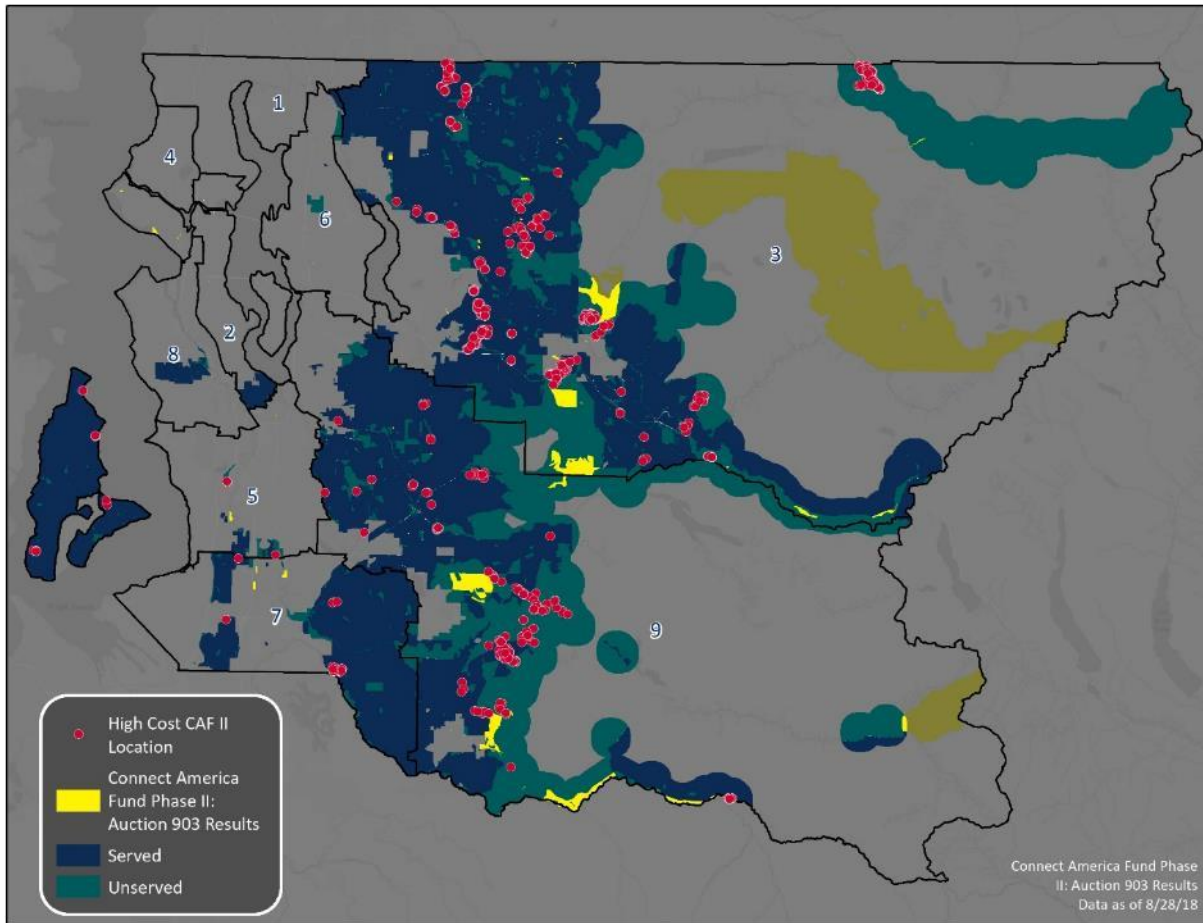 1
4
6
3
2
8
5
7
9
High Cost CAF II
Location
Connect America
Fund Phase II:
Auction 903 Results
Served
Unserved
Connect America Fund Phase
II: Auction 903 Results
Data as of 8/28/18